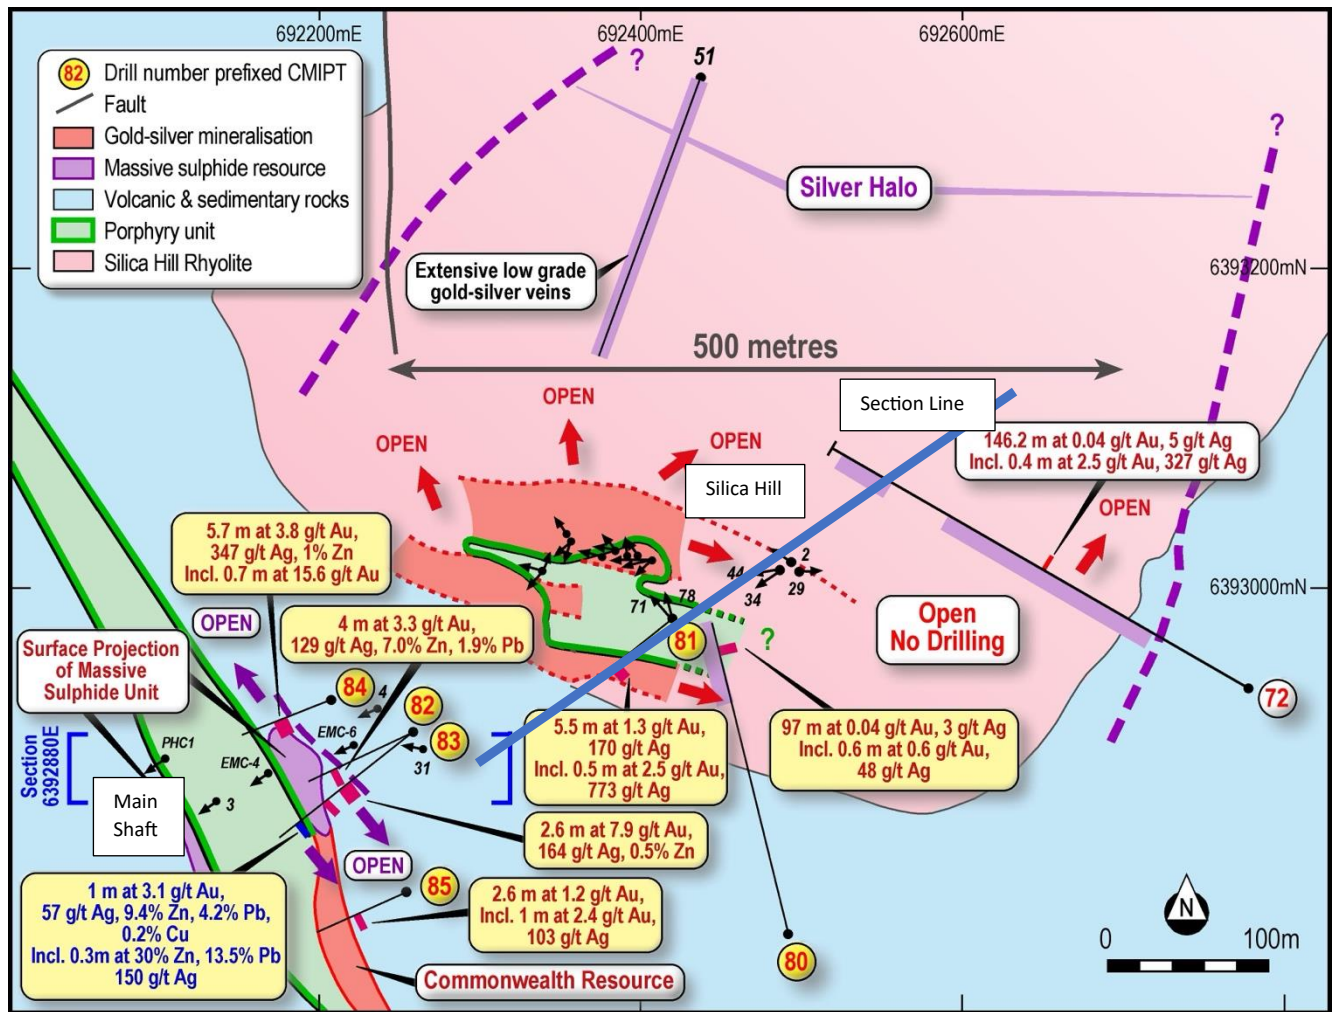 692200mE
692400mE
692600mE
82 Drill number prefixed CMIPT
Fault
Gold-silver mineralisation
Massive sulphide resource
Volcanic & sedimentary rocks
Porphyry unit
Silica Hill Rhyolite
?
51
?
Silver Halo
Extensive low grade
gold-silver veins
6393200mN
500 metres
OPEN
OPEN
OPEN
Section Line
146.2 m at 0.04 g/t Au, 5 g/t Ag
Incl. 0.4 m at 2.5 g/t Au, 327 g/t Ag
Silica Hill
OPEN
5.7 m at 3.8 g/t Au,
347 g/t Ag, 1% Zn
Incl. 0.7 m at 15.6 g/t Au
2
44
34
29
6393000mN
71
78
81
?
Open
No Drilling
OPEN
4 m at 3.3 g/t Au,
129 g/t Ag, 7.0% Zn, 1.9% Pb
Surface Projection
of Massive
Sulphide Unit
84
4
82
83
EMC-6
31
PHC1
EMC-4
3
72
Section
6392880E
Main
Shaft
5.5 m at 1.3 g/t Au,
170 g/t Ag
Incl. 0.5 m at 2.5 g/t Au,
773 g/t Ag
97 m at 0.04 g/t Au, 3 g/t Ag
Incl. 0.6 m at 0.6 g/t Au,
48 g/t Ag
2.6 m at 7.9 g/t Au,
164 g/t Ag, 0.5% Zn
OPEN
85
1 m at 3.1 g/t Au,
57 g/t Ag, 9.4% Zn, 4.2% Pb,
0.2% Cu
Incl. 0.3m at 30% Zn, 13.5% Pb
150 g/t Ag
2.6 m at 1.2 g/t Au,
Incl. 1 m at 2.4 g/t Au,
103 g/t Ag
Commonwealth Resource
80
N
0
100m